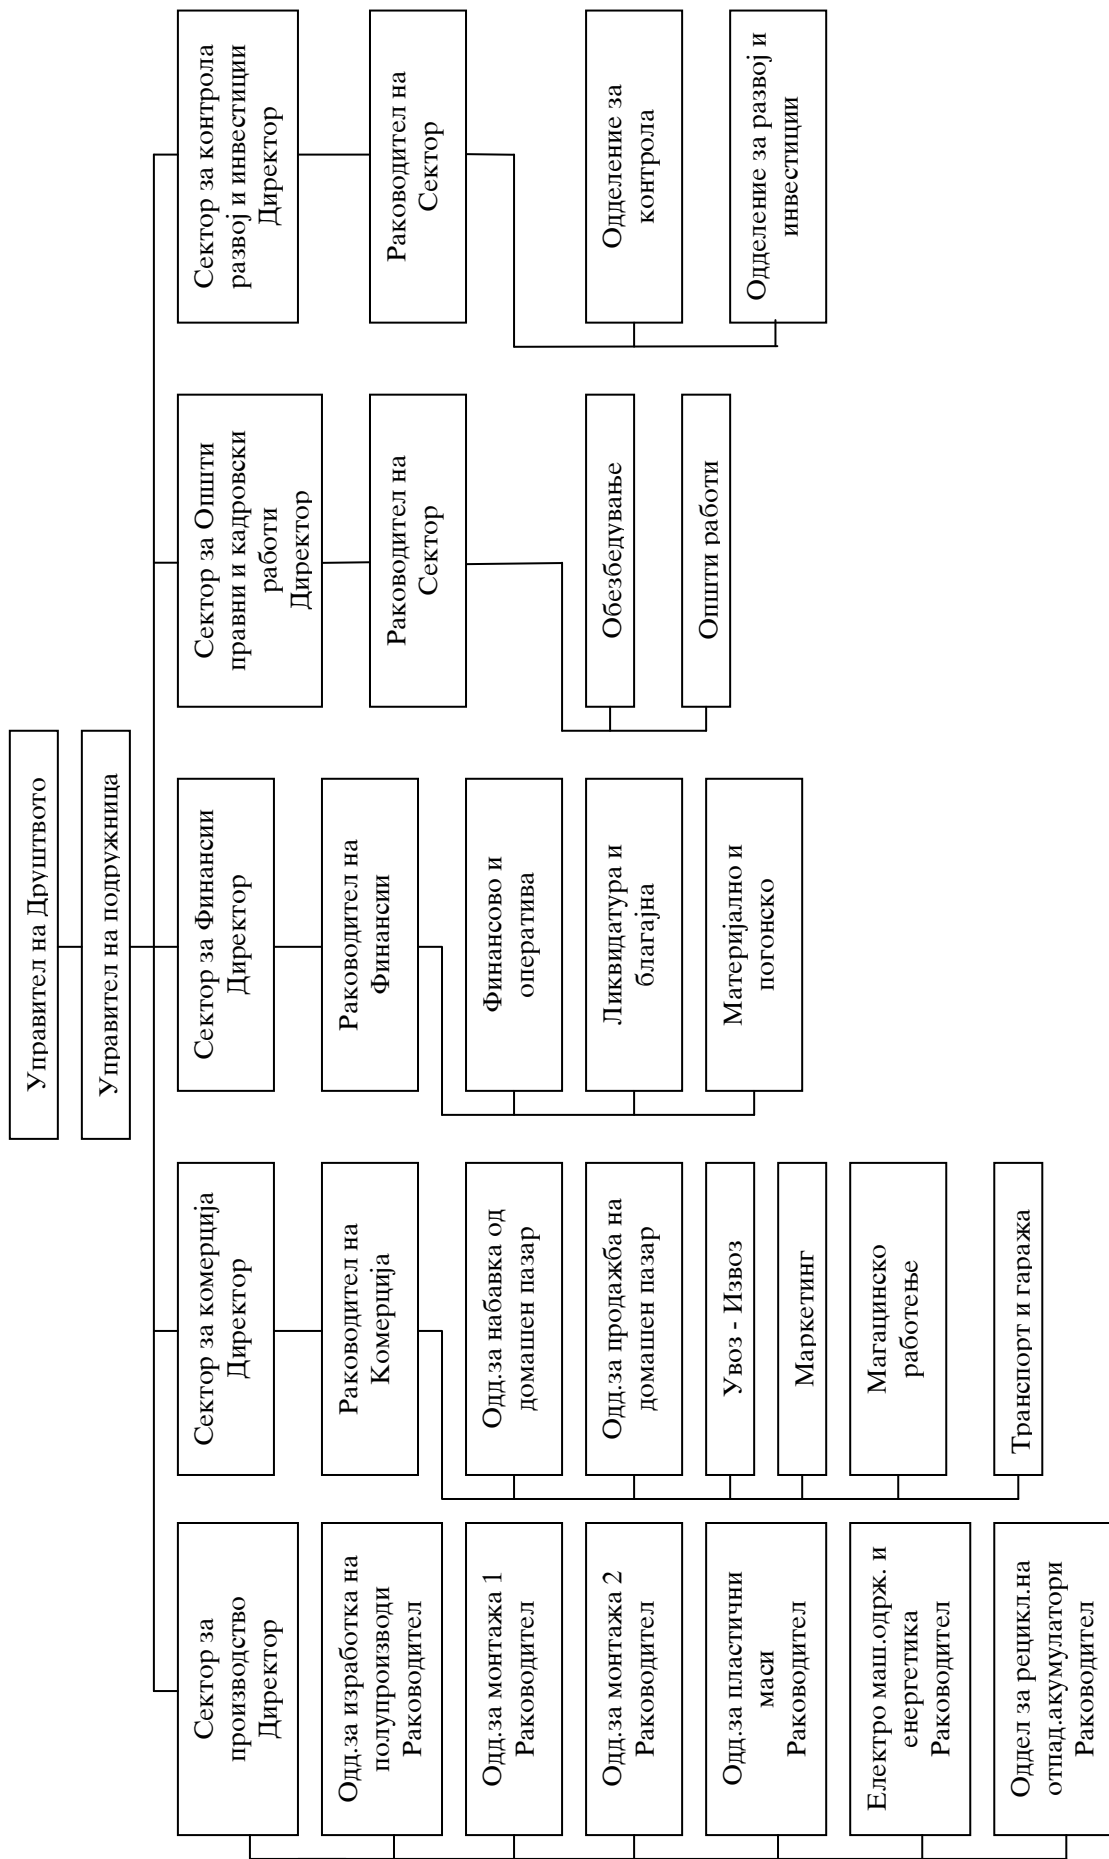 Управител на Друштвото
Управител на подружница
Сектор за
производство
Директор
Одд.за изработка на
полупроизводи
Раководител
Одд.за монтажа 1
Раководител
Одд.за монтажа 2
Раководител
Одд.за пластични
маси
Раководител
Електро маш.одрж. и
енергетика
Раководител
Оддел за рецикл.на
отпад.акумулатори
Раководител
Сектор за комерција
Директор
Раководител на
Комерција
Одд.за набавка од
домашен пазар
Одд.за продажба на
домашен пазар
Увоз - Извоз
Маркетинг
Магацинско
работење
Транспорт и гаража
Сектор за Финансии
Директор
Раководител на
Финансии
Финансово и
оператива
Ликвидатура и
благајна
Материјално и
погонско
Сектор за Општи
правни и кадровски
работи
Директор
Раководител на
Сектор
Обезбедување
Општи работи
Сектор за контрола
развој и инвестиции
Директор
Раководител на
Сектор
Одделение за
контрола
Одделение за развој и
инвестиции